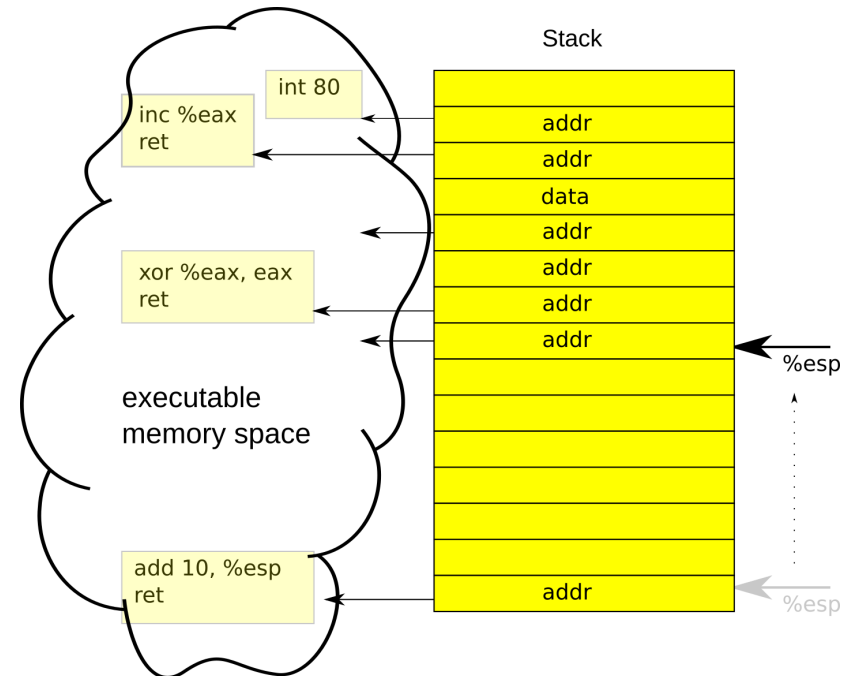 Stack
int 80
inc %eax
ret
addr
addr
data
addr
addr
addr
addr
xor %eax, eax
ret
%esp
executable
memory space
add 10, %esp
ret
addr
%esp